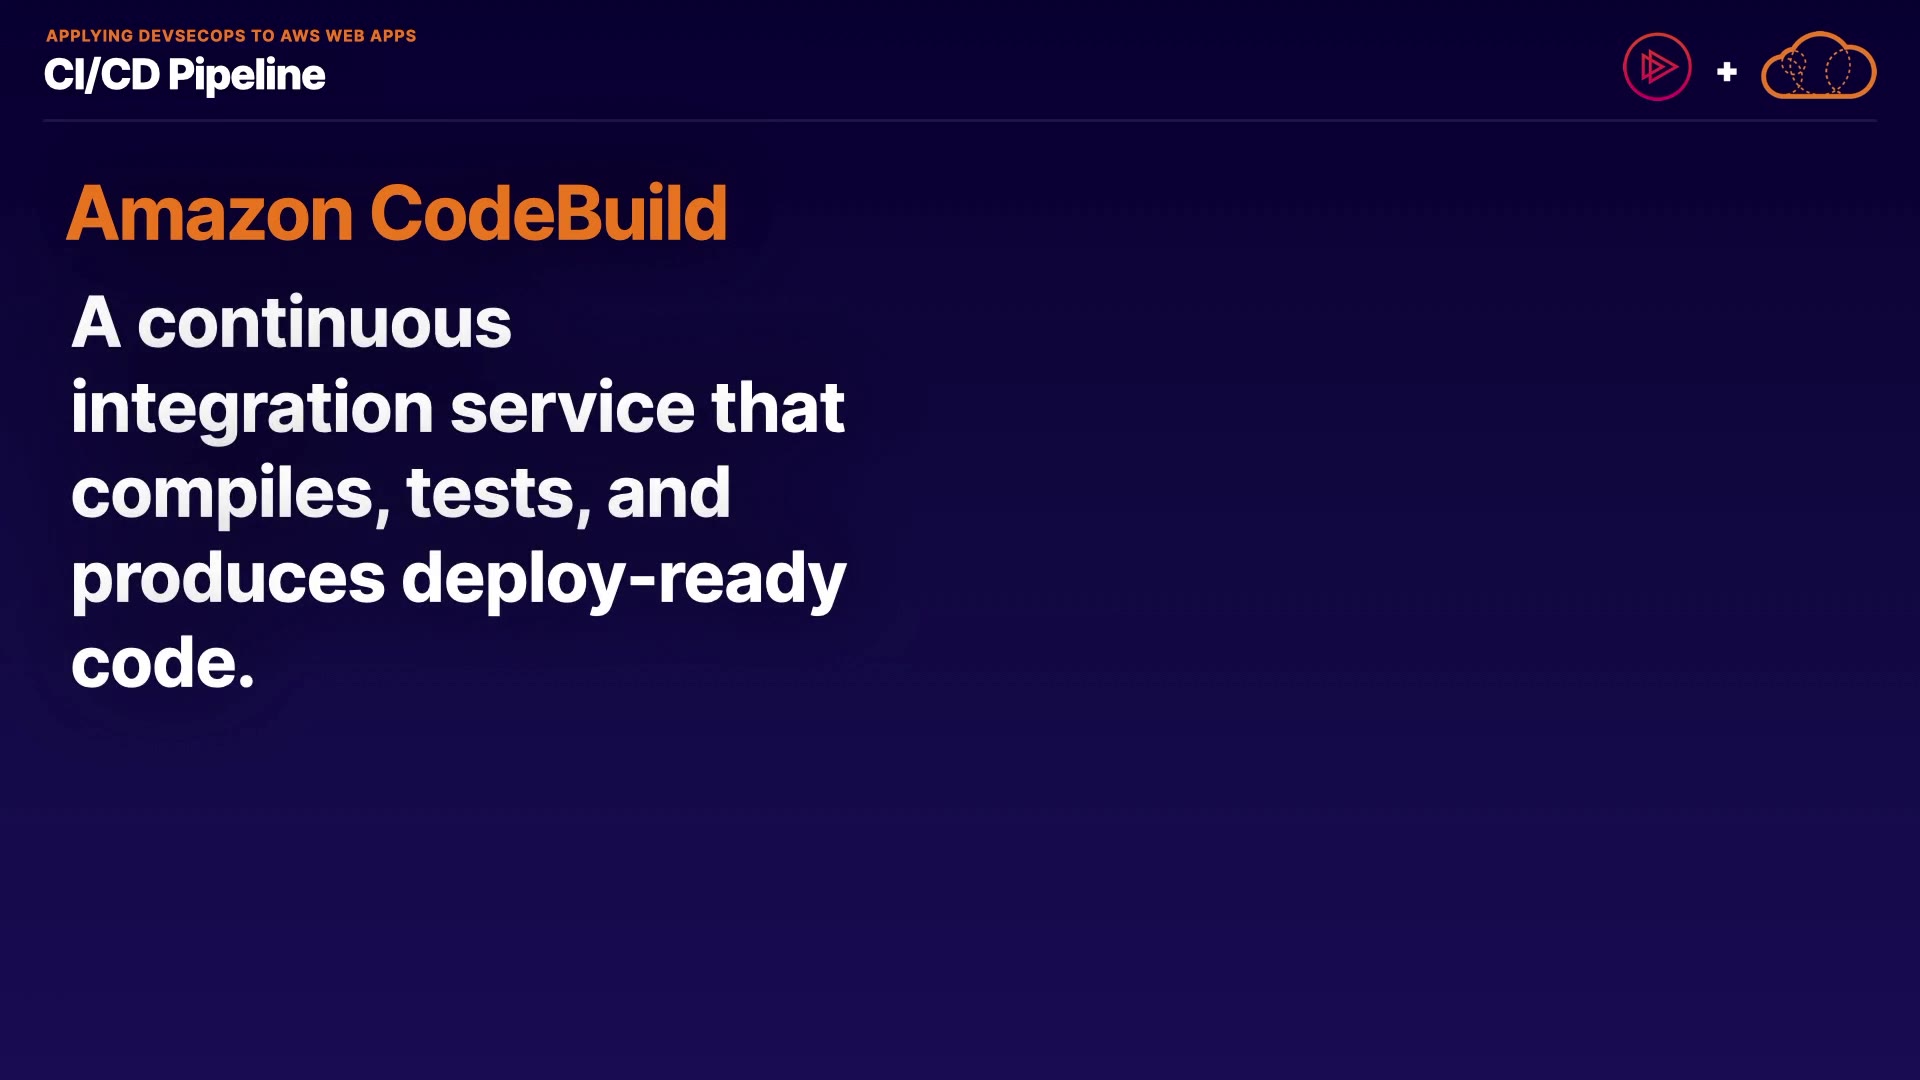 APPLYING DEVSECOPS TO AWS WEB APPS
CI/CD Pipeline
+
Amazon CodeBuild
A continuous
integration service that
compiles, tests, and
produces deploy-ready
code.